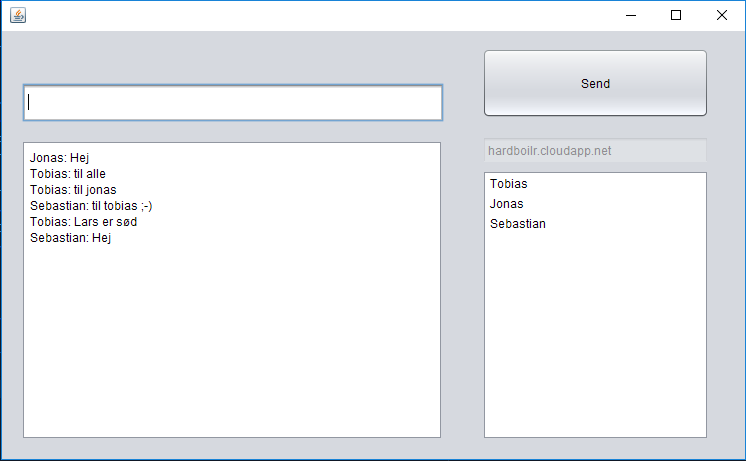 Send
hardboilr.cloudapp.net
Jonas: Hej
Tobias: til alle
Tobias: til jonas
Sebastian: til tobias ;-)
Tobias: Lars er sød
Sebastian: Hej
Tobias
Jonas
Sebastian